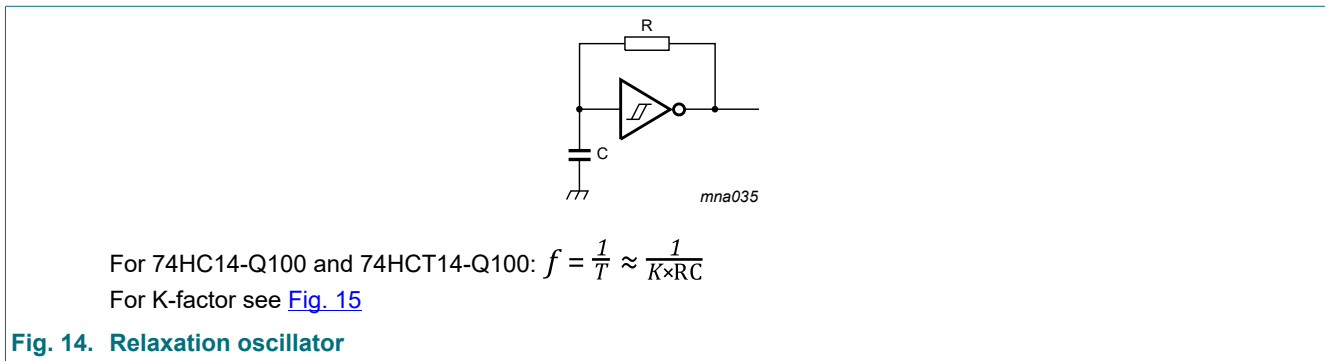 R
C
mna035
For 74HC14-Q100 and 74HCT14-Q100: f = 1/T ≈ 1/K×RC
For K-factor see Fig. 15
Fig. 14. Relaxation oscillator